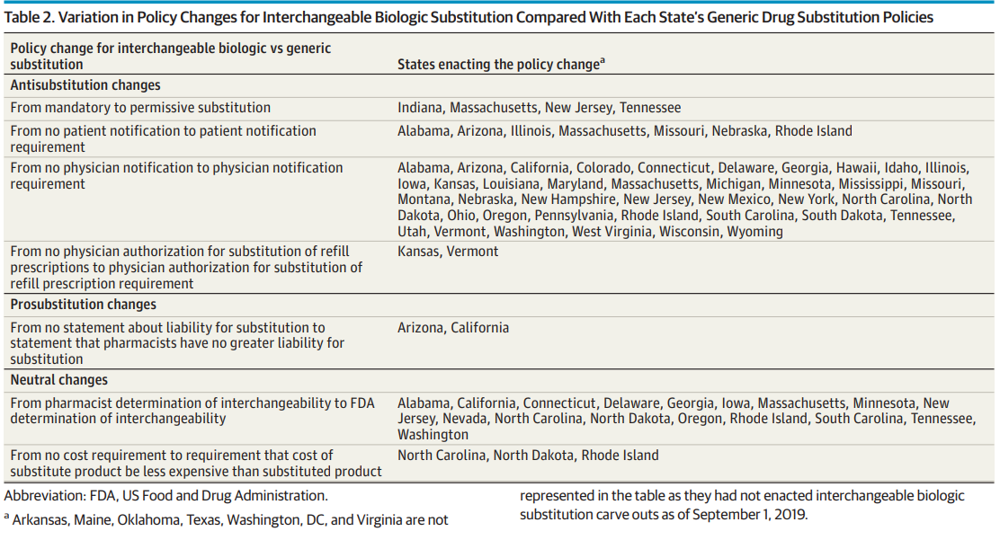 Table 2. Variation in Policy Changes for Interchangeable Biologic Substitution Compared With Each State's Generic Drug Substitution Policies
Policy change for interchangeable biologic vs generic
substitution
States enacting the policy changeᵃ
Antisubstitution changes
From mandatory to permissive substitution
Indiana, Massachusetts, New Jersey, Tennessee
From no patient notification to patient notification
requirement
Alabama, Arizona, Illinois, Massachusetts, Missouri, Nebraska, Rhode Island
From no physician notification to physician notification
requirement
Alabama, Arizona, California, Colorado, Connecticut, Delaware, Georgia, Hawaii, Idaho, Illinois,
Iowa, Kansas, Louisiana, Maryland, Massachusetts, Michigan, Minnesota, Mississippi, Missouri,
Montana, Nebraska, New Hampshire, New Jersey, New Mexico, New York, North Carolina, North
Dakota, Ohio, Oregon, Pennsylvania, Rhode Island, South Carolina, South Dakota, Tennessee,
Utah, Vermont, Washington, West Virginia, Wisconsin, Wyoming
From no physician authorization for substitution of refill
prescriptions to physician authorization for substitution of
refill prescription requirement
Kansas, Vermont
Prosubstitution changes
From no statement about liability for substitution to
statement that pharmacists have no greater liability for
substitution
Arizona, California
Neutral changes
From pharmacist determination of interchangeability to FDA
determination of interchangeability
Alabama, California, Connecticut, Delaware, Georgia, Iowa, Massachusetts, Minnesota, New
Jersey, Nevada, North Carolina, North Dakota, Oregon, Rhode Island, South Carolina, Tennessee,
Washington
From no cost requirement to requirement that cost of
substitute product be less expensive than substituted product
North Carolina, North Dakota, Rhode Island
Abbreviation: FDA, US Food and Drug Administration.
ᵃ Arkansas, Maine, Oklahoma, Texas, Washington, DC, and Virginia are not
represented in the table as they had not enacted interchangeable biologic
substitution carve outs as of September 1, 2019.